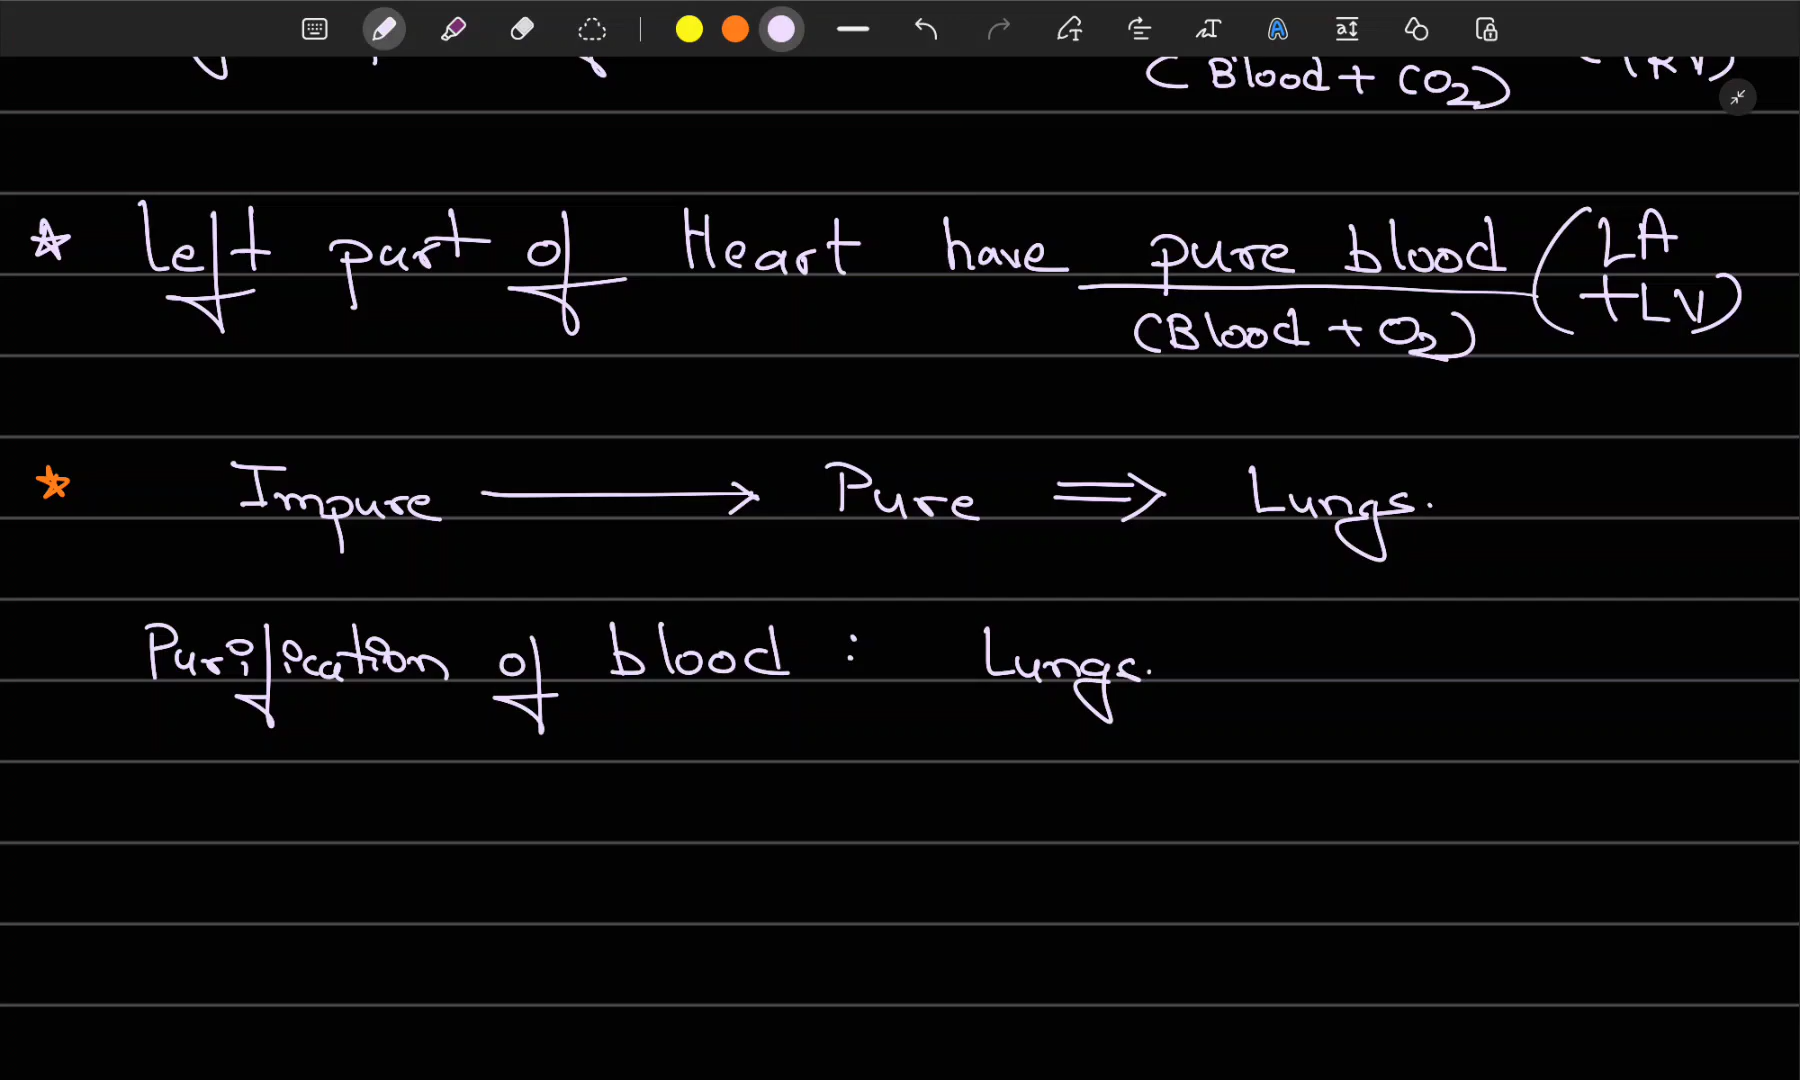 (Blood + CO₂) (RV)
★ Left part of Heart have pure blood (LA
+LV)
(Blood + O₂)
★ Impure → Pure ⇒ Lungs.
Purification of blood : Lungs.